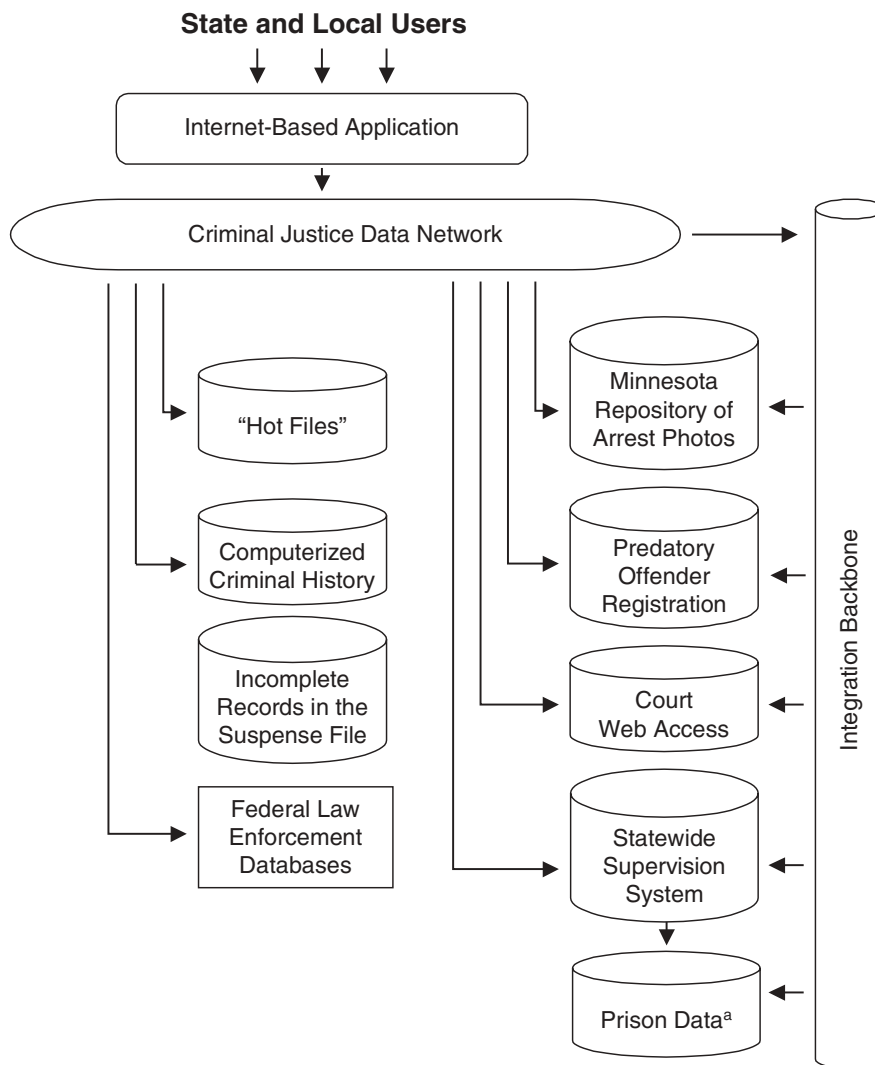 State and Local Users
Internet-Based Application
Criminal Justice Data Network
“Hot Files”
Computerized
Criminal History
Incomplete
Records in the
Suspense File
Federal Law
Enforcement
Databases
Minnesota
Repository of
Arrest Photos
Predatory
Offender
Registration
Court
Web Access
Statewide
Supervision
System
Prison Dataᵃ
Integration Backbone